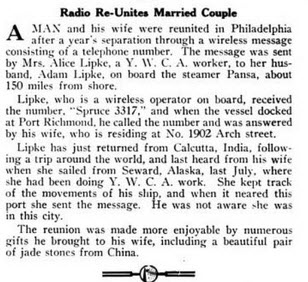 Radio Re-Unites Married Couple
A MAN and his wife were reunited in Philadelphia
after a year's separation through a wireless message
consisting of a telephone number. The message was sent
by Mrs. Alice Lipke, a Y. W. C. A. worker, to her hus-
band, Adam Lipke, on board the steamer Pansa, about
150 miles from shore.
Lipke, who is a wireless operator on board, received
the number, "Spruce 3317," and when the vessel docked
at Port Richmond, he called the number and was answered
by his wife, who is residing at No. 1902 Arch street.
Lipke has just returned from Calcutta, India, follow-
ing a trip around the world, and last heard from his wife
when she sailed from Seward, Alaska, last July, where
she had been doing Y. W. C. A. work. She kept track
of the movements of his ship, and when it neared this
port she sent the message. He was not aware she was
in this city.
The reunion was made more enjoyable by numerous
gifts he brought to his wife, including a beautiful pair
of jade stones from China.